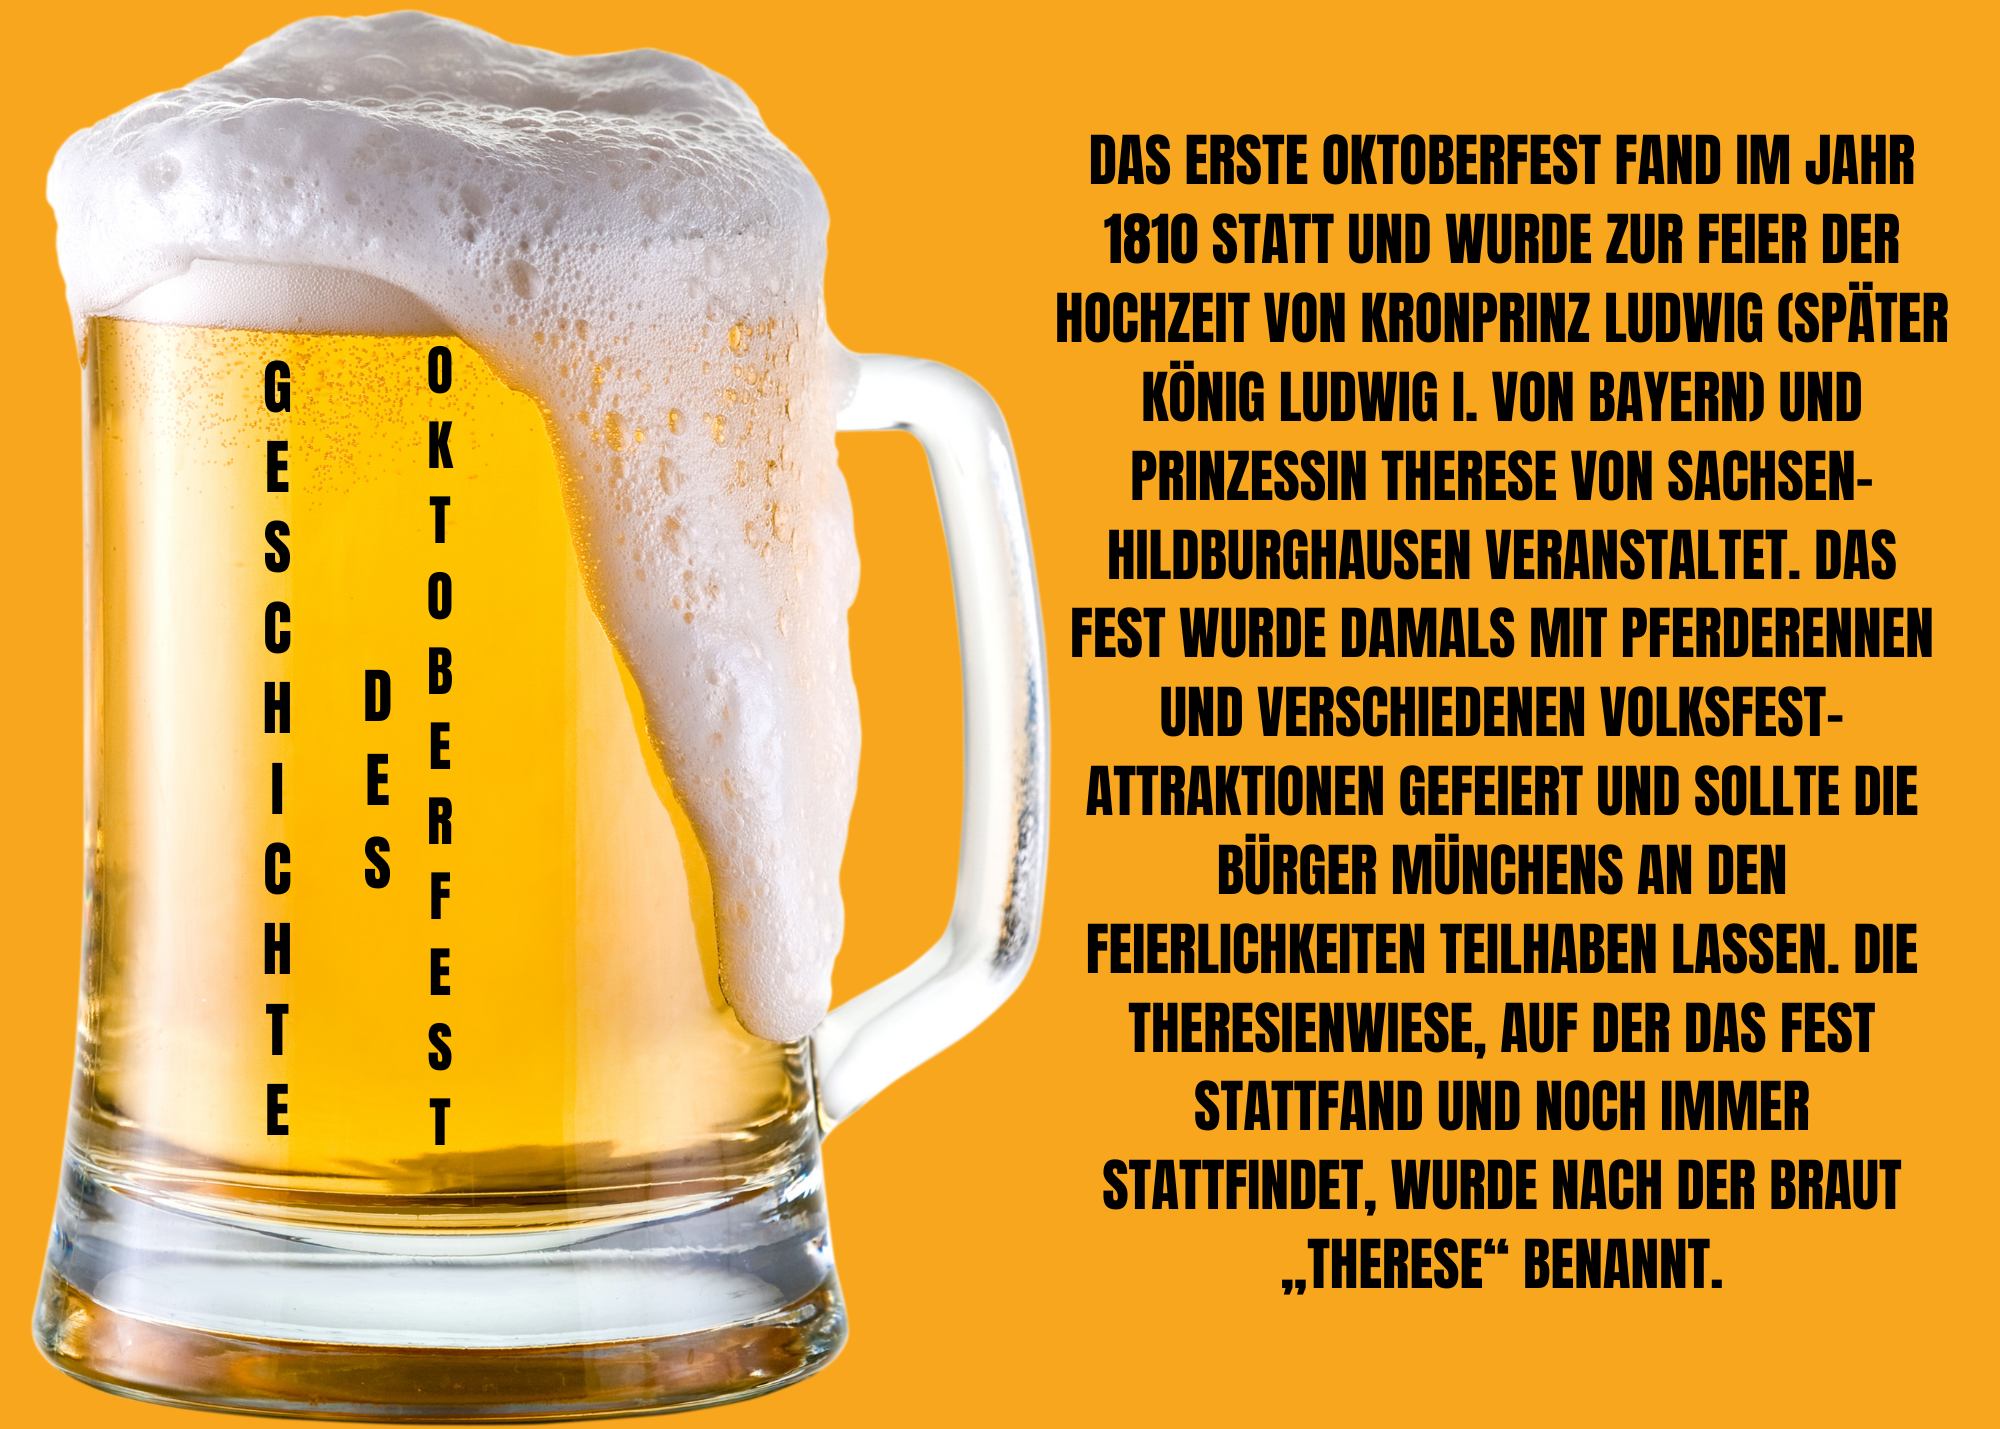 GESCHICHTE
DES
OKTOBERFEST
DAS ERSTE OKTOBERFEST FAND IM JAHR
1810 STATT UND WURDE ZUR FEIER DER
HOCHZEIT VON KRONPRINZ LUDWIG (SPÄTER
KÖNIG LUDWIG I. VON BAYERN) UND
PRINZESSIN THERESE VON SACHSEN-
HILDBURGHAUSEN VERANSTALTET. DAS
FEST WURDE DAMALS MIT PFERDERENNEN
UND VERSCHIEDENEN VOLKSFEST-
ATTRAKTIONEN GEFEIERT UND SOLLTE DIE
BÜRGER MÜNCHENS AN DEN
FEIERLICHKEITEN TEILHABEN LASSEN. DIE
THERESIENWIESE, AUF DER DAS FEST
STATTFAND UND NOCH IMMER
STATTFINDET, WURDE NACH DER BRAUT
„THERESE“ BENANNT.